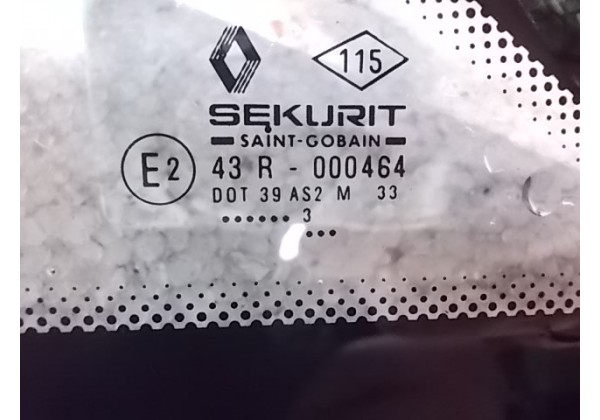 115
SEKURIT
SAINT-GOBAIN
E2 43 R - 000464
DOT 39 AS2 M 33
...... 3
...